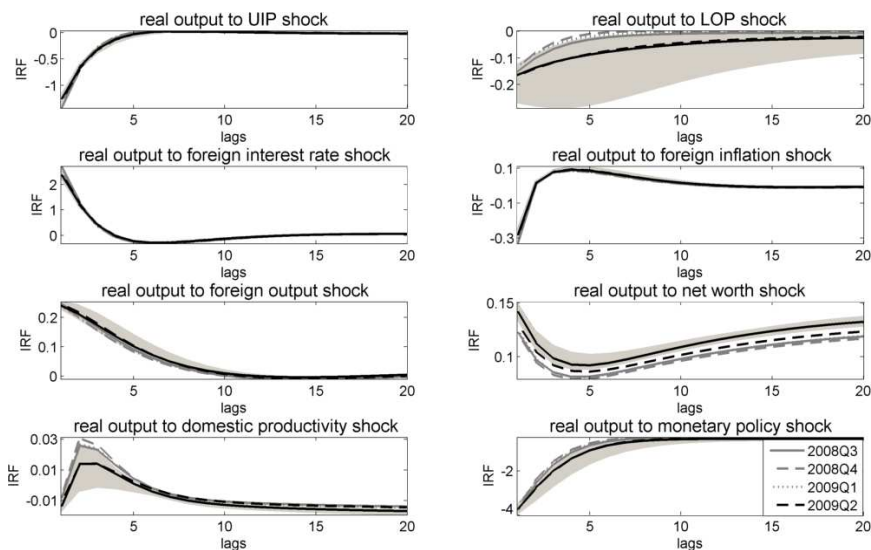 real output to UIP shock
0
-0.5
-1
IRF
5 10 15 20
lags
real output to LOP shock
0
-0.1
-0.2
IRF
5 10 15 20
lags
real output to foreign interest rate shock
2
1
0
IRF
5 10 15 20
lags
real output to foreign inflation shock
0.1
-0.1
-0.3
IRF
5 10 15 20
lags
real output to foreign output shock
0.2
0.1
0
IRF
5 10 15 20
lags
real output to net worth shock
0.15
0.1
IRF
5 10 15 20
lags
real output to domestic productivity shock
0.03
0.01
-0.01
IRF
5 10 15 20
lags
real output to monetary policy shock
-2
-4
IRF
5 10 15 20
lags
2008Q3
2008Q4
2009Q1
2009Q2